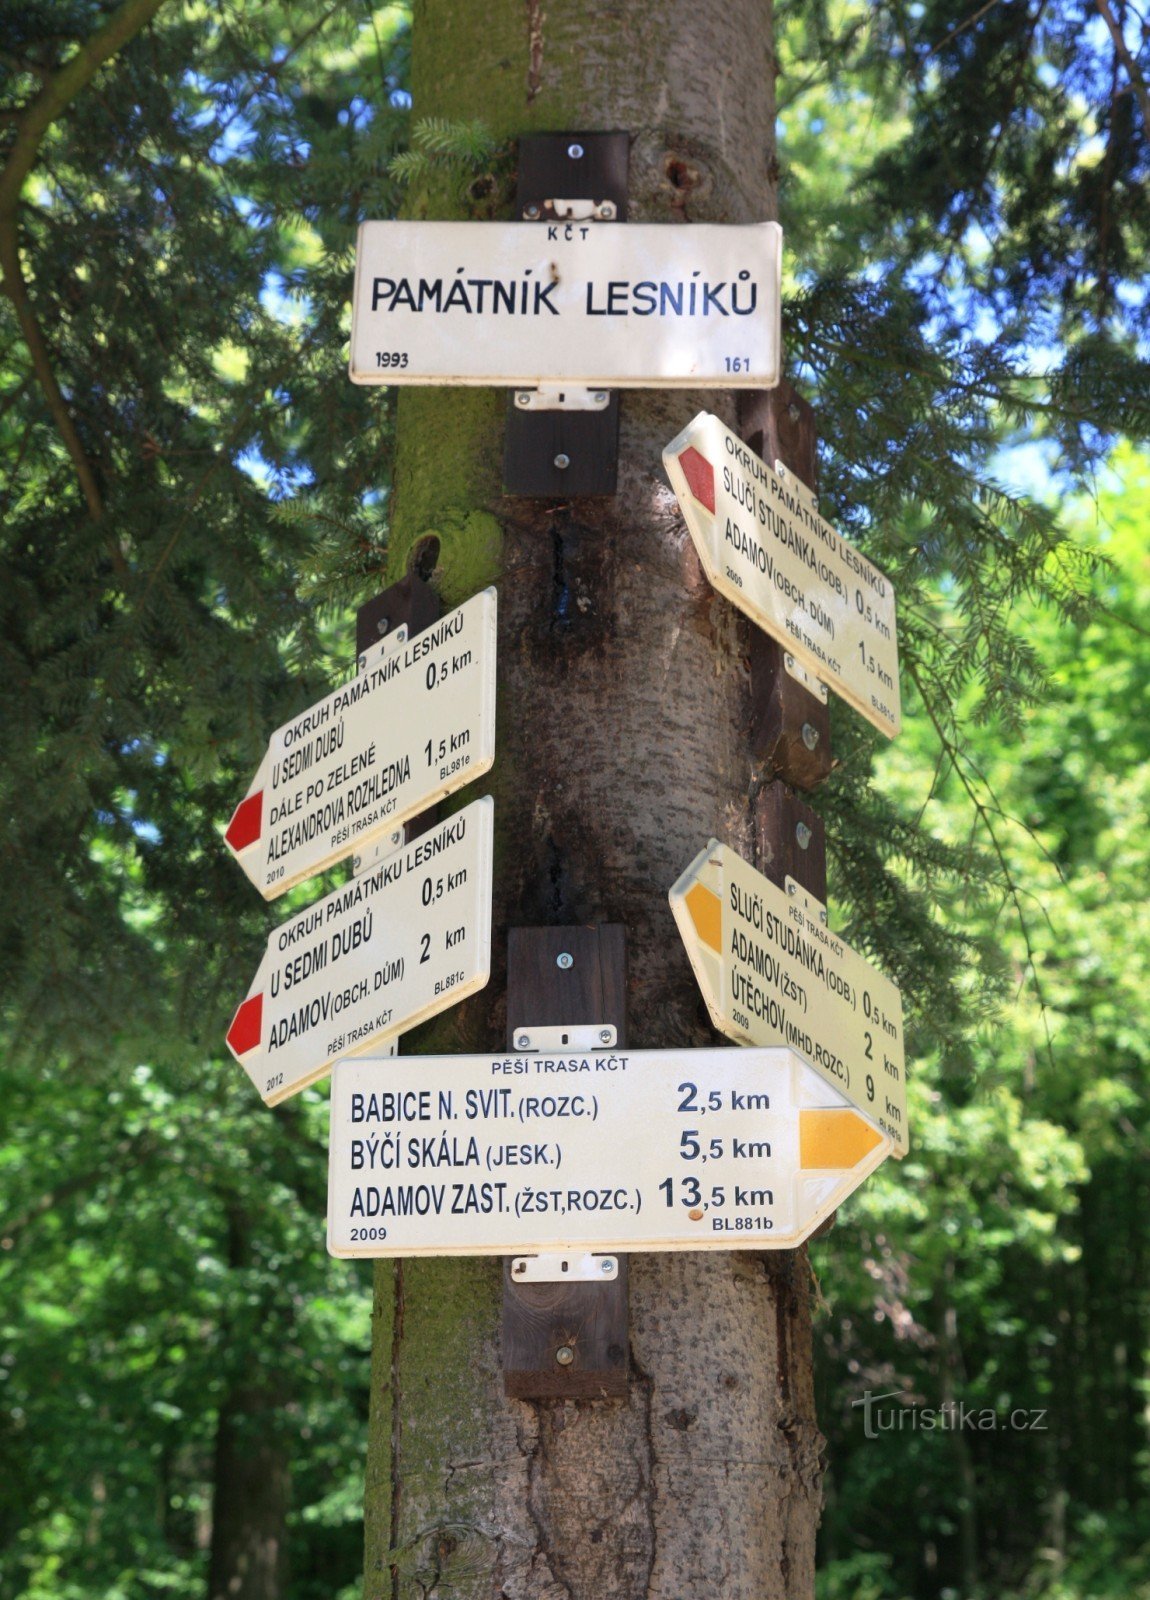 KČT
PAMÁTNÍK LESNÍKŮ
1993 161
OKRUH PAMÁTNÍKU LESNÍKŮ
SLUČÍ STUDÁNKA (ODB.) 0,5 km
ADAMOV (OBCH. DŮM) 1,5 km
2009 PĚŠÍ TRASA KČT BL881d
OKRUH PAMÁTNÍK LESNÍKŮ
U SEDMI DUBŮ 0,5 km
DÁLE PO ZELENÉ
ALEXANDROVA ROZHLEDNA 1,5 km
2010 PĚŠÍ TRASA KČT BL981e
OKRUH PAMÁTNÍKU LESNÍKŮ
U SEDMI DUBŮ 0,5 km
ADAMOV (OBCH. DŮM) 2 km
2012 PĚŠÍ TRASA KČT BL881c
PĚŠÍ TRASA KČT
SLUČÍ STUDÁNKA (ODB.) 0,5 km
ADAMOV (ŽST) 2 km
ÚTĚCHOV (MHD,ROZC.) 9 km
2009 BL881a
PĚŠÍ TRASA KČT
BABICE N. SVIT. (ROZC.) 2,5 km
BÝČÍ SKÁLA (JESK.) 5,5 km
ADAMOV ZAST. (ŽST,ROZC.) 13,5 km
2009 BL881b
Turistika.cz